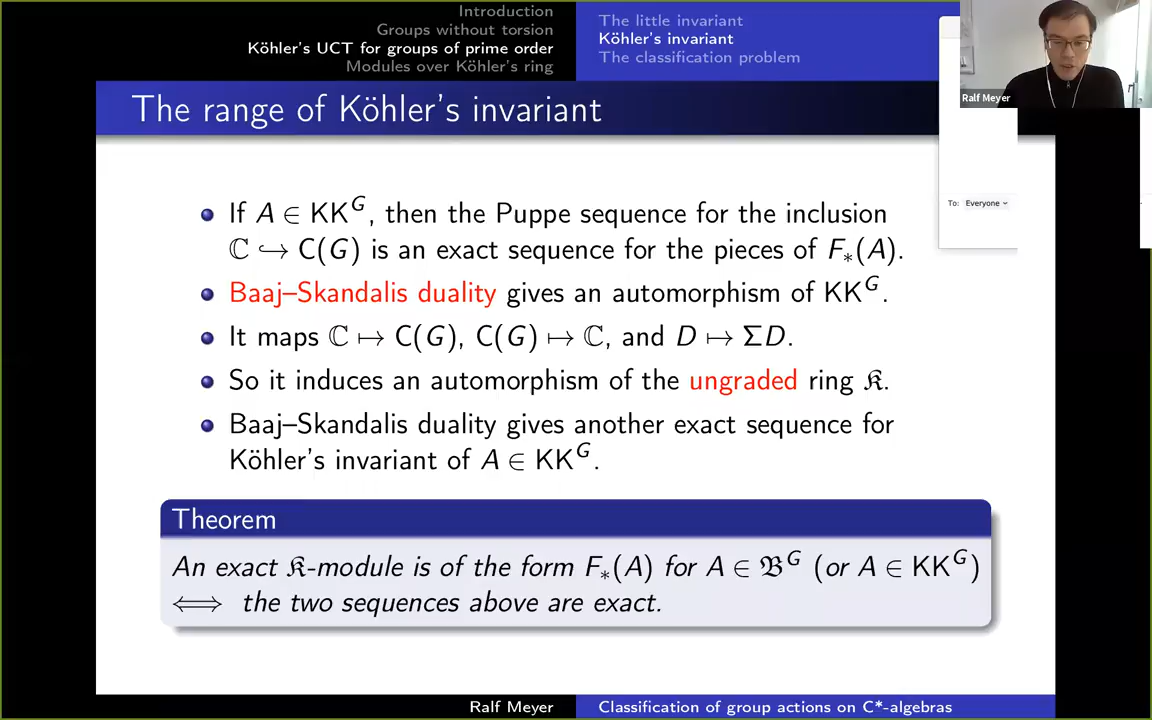 Introduction
Groups without torsion
Köhler's UCT for groups of prime order
Modules over Köhler's ring
The little invariant
Köhler's invariant
The classification problem
Ralf Meyer
To: Everyone
The range of Köhler's invariant
If A ∈ KK^G, then the Puppe sequence for the inclusion
ℂ ↪ C(G) is an exact sequence for the pieces of F_*(A).
Baaj–Skandalis duality gives an automorphism of KK^G.
It maps ℂ ↦ C(G), C(G) ↦ ℂ, and D ↦ ΣD.
So it induces an automorphism of the ungraded ring 𝔎.
Baaj–Skandalis duality gives another exact sequence for
Köhler's invariant of A ∈ KK^G.
Theorem
An exact 𝔎-module is of the form F_*(A) for A ∈ 𝔅^G (or A ∈ KK^G)
⟺ the two sequences above are exact.
Ralf Meyer
Classification of group actions on C*-algebras